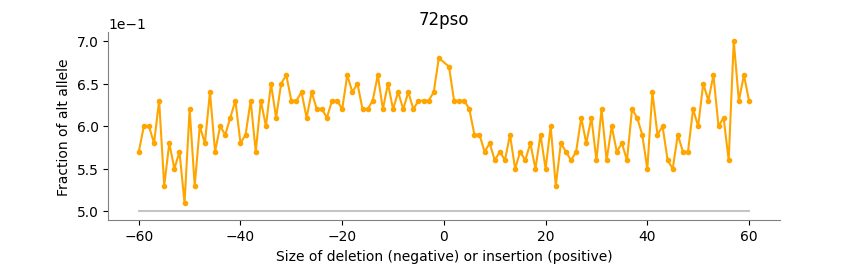 72pso
1e−1
7.0
6.5
6.0
5.5
5.0
Fraction of alt allele
−60 −40 −20 0 20 40 60
Size of deletion (negative) or insertion (positive)